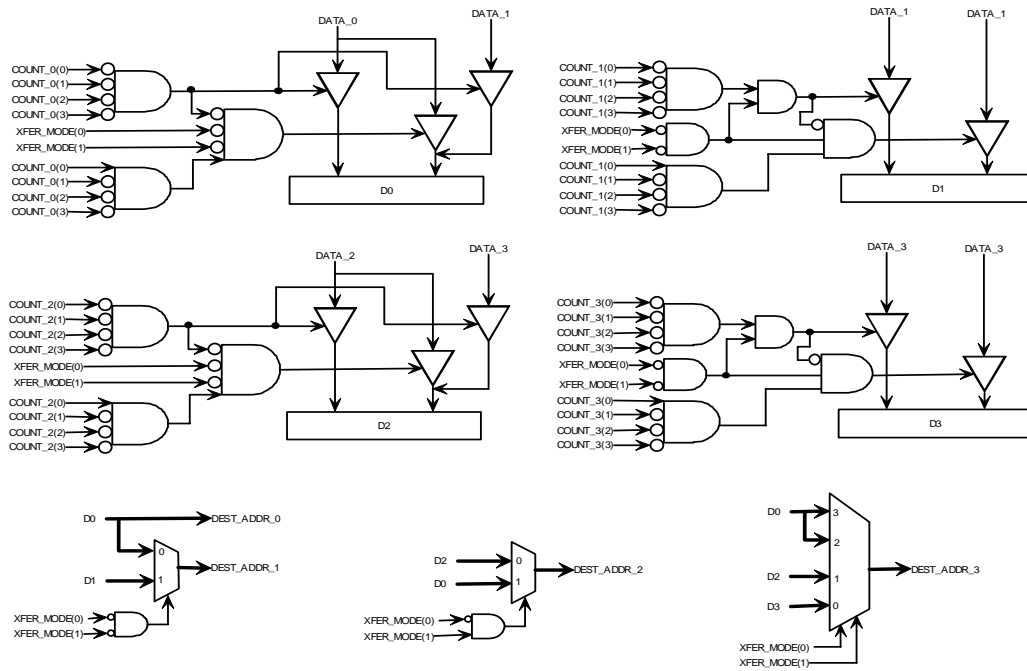 DATA_0
DATA_1
COUNT_0(0)
COUNT_0(1)
COUNT_0(2)
COUNT_0(3)
XFER_MODE(0)
XFER_MODE(1)
COUNT_0(0)
COUNT_0(1)
COUNT_0(2)
COUNT_0(3)
D0
DATA_1
DATA_1
COUNT_1(0)
COUNT_1(1)
COUNT_1(2)
COUNT_1(3)
XFER_MODE(0)
XFER_MODE(1)
COUNT_1(0)
COUNT_1(1)
COUNT_1(2)
COUNT_1(3)
D1
DATA_2
DATA_3
COUNT_2(0)
COUNT_2(1)
COUNT_2(2)
COUNT_2(3)
XFER_MODE(0)
XFER_MODE(1)
COUNT_2(0)
COUNT_2(1)
COUNT_2(2)
COUNT_2(3)
D2
DATA_3
DATA_3
COUNT_3(0)
COUNT_3(1)
COUNT_3(2)
COUNT_3(3)
XFER_MODE(0)
XFER_MODE(1)
COUNT_3(0)
COUNT_3(1)
COUNT_3(2)
COUNT_3(3)
D3
D0
DEST_ADDR_0
0
DEST_ADDR_1
D1
1
XFER_MODE(0)
XFER_MODE(1)
D2
0
DEST_ADDR_2
D0
1
XFER_MODE(0)
XFER_MODE(1)
D0
3
2
DEST_ADDR_3
D2
1
D3
0
XFER_MODE(0)
XFER_MODE(1)